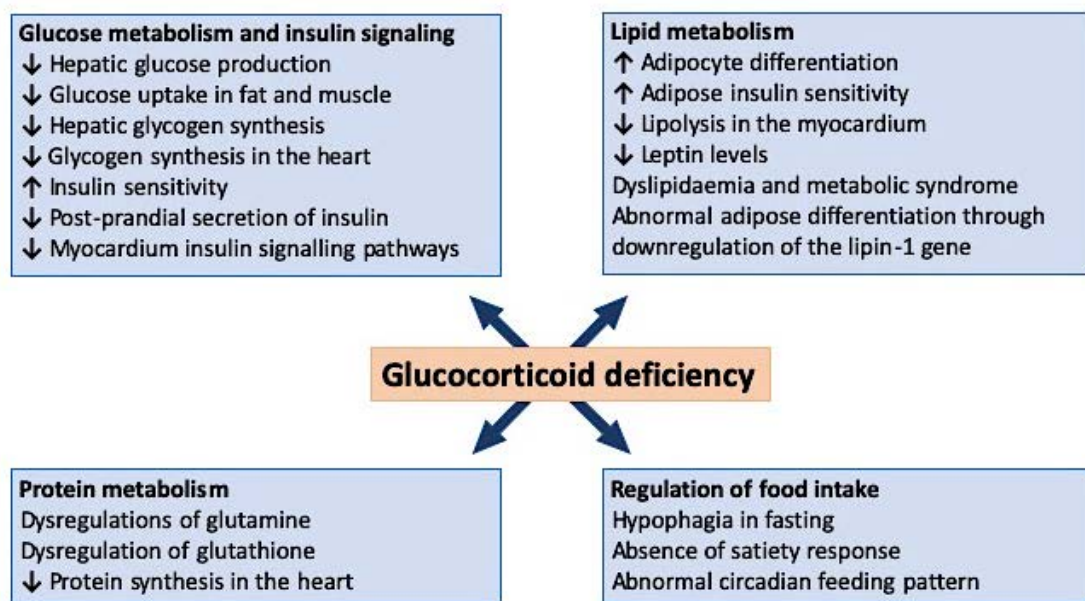 Glucose metabolism and insulin signaling
↓ Hepatic glucose production
↓ Glucose uptake in fat and muscle
↓ Hepatic glycogen synthesis
↓ Glycogen synthesis in the heart
↑ Insulin sensitivity
↓ Post-prandial secretion of insulin
↓ Myocardium insulin signalling pathways
Lipid metabolism
↑ Adipocyte differentiation
↑ Adipose insulin sensitivity
↓ Lipolysis in the myocardium
↓ Leptin levels
Dyslipidaemia and metabolic syndrome
Abnormal adipose differentiation through
downregulation of the lipin-1 gene
Glucocorticoid deficiency
Protein metabolism
Dysregulations of glutamine
Dysregulation of glutathione
↓ Protein synthesis in the heart
Regulation of food intake
Hypophagia in fasting
Absence of satiety response
Abnormal circadian feeding pattern